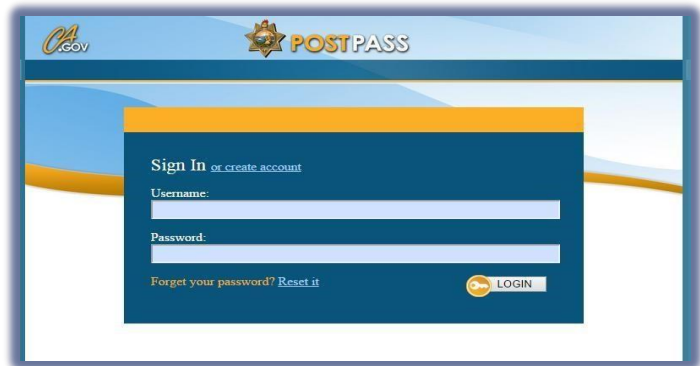 CA.GOV
POSTPASS
Sign In or create account
Username:
Password:
Forget your password? Reset it
LOGIN